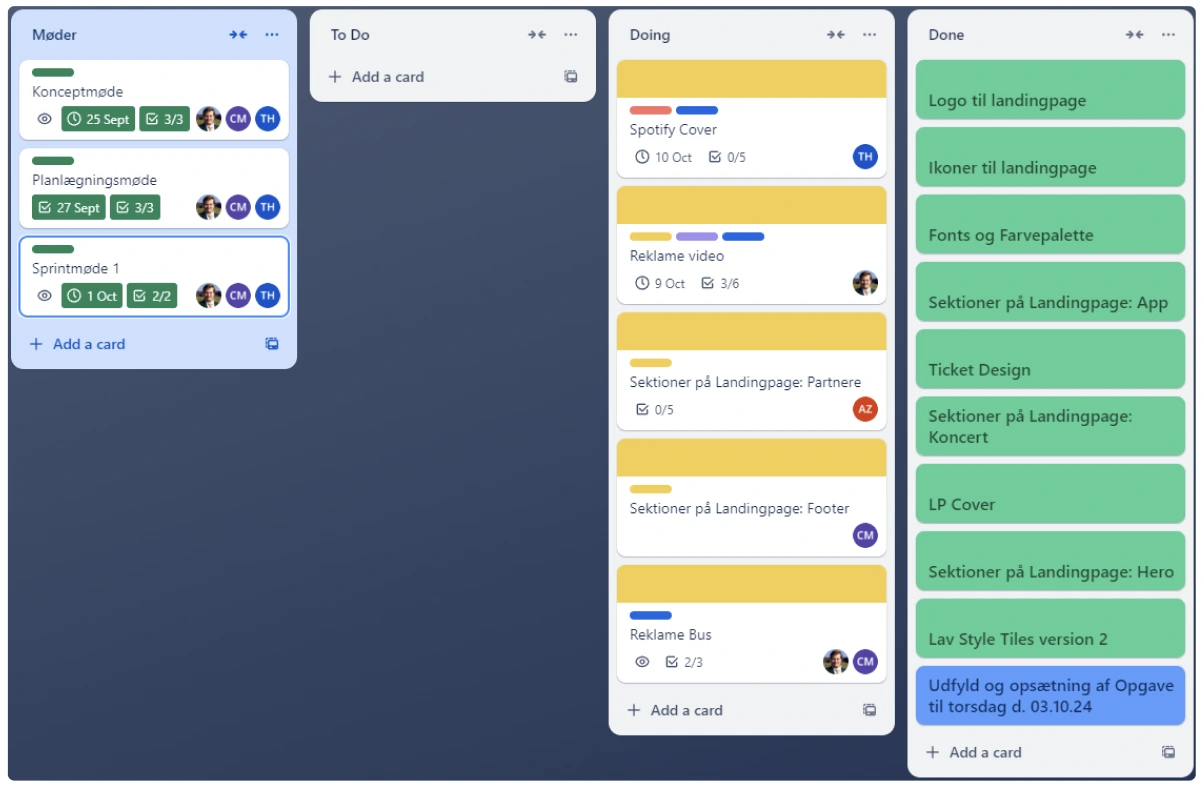 Møder
Konceptmøde
25 Sept 3/3 CM TH
Planlægningsmøde
27 Sept 3/3 CM TH
Sprintmøde 1
1 Oct 2/2 CM TH
Add a card
To Do
Add a card
Doing
Spotify Cover
10 Oct 0/5 TH
Reklame video
9 Oct 3/6
Sektioner på Landingpage: Partnere
0/5 AZ
Sektioner på Landingpage: Footer
CM
Reklame Bus
2/3 CM
Add a card
Done
Logo til landingpage
Ikoner til landingpage
Fonts og Farvepalette
Sektioner på Landingpage: App
Ticket Design
Sektioner på Landingpage:
Koncert
LP Cover
Sektioner på Landingpage: Hero
Lav Style Tiles version 2
Udfyld og opsætning af Opgave
til torsdag d. 03.10.24
Add a card